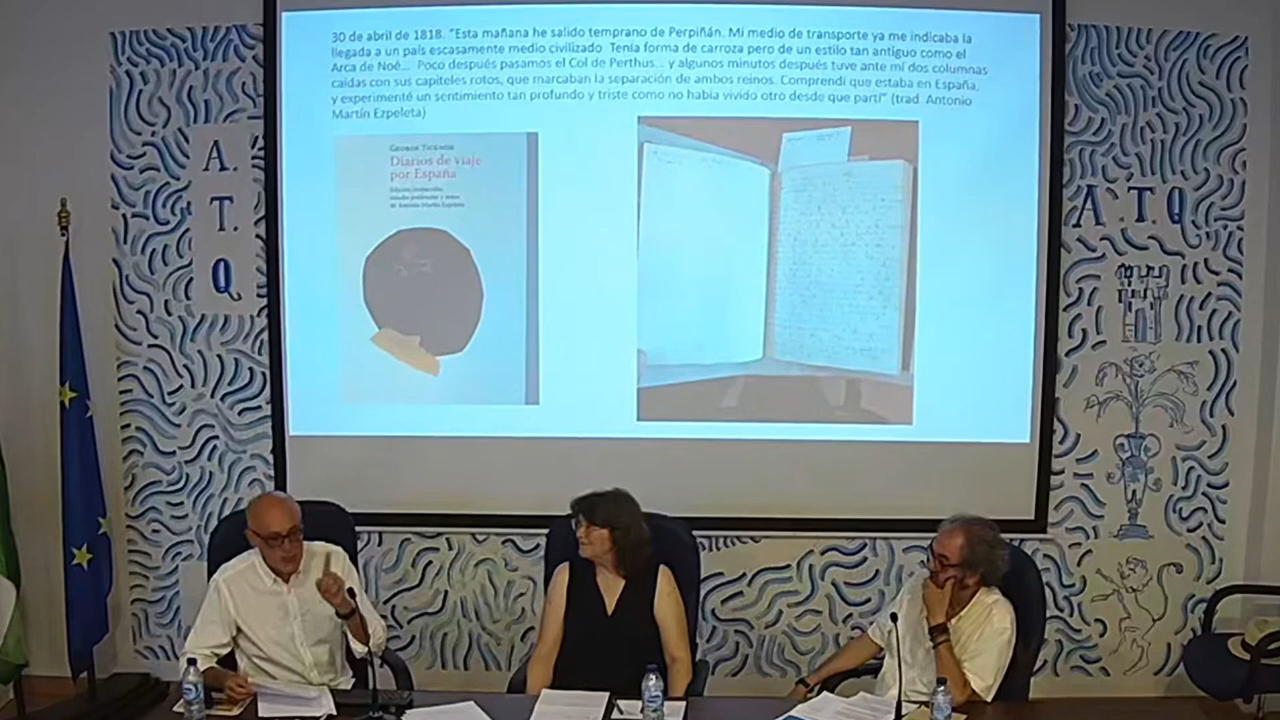 30 de abril de 1818. "Esta mañana he salido temprano de Perpiñán. Mi medio de transporte ya me indicaba la
llegada a un país escasamente medio civilizado. Tenía forma de carroza pero de un estilo tan antiguo como el
Arca de Noé... Poco después pasamos el Col de Perthus... y algunos minutos después tuve ante mí dos columnas
caídas con sus capiteles rotos, que marcaban la separación de ambos reinos. Comprendí que estaba en España,
y experimenté un sentimiento tan profundo y triste como no había vivido otro desde que partí" (trad. Antonio
Martín Ezpeleta)
George Ticknor
Diarios de viaje
por España
de Antonio Martín Ezpeleta
A.
T.
Q
A.T.Q